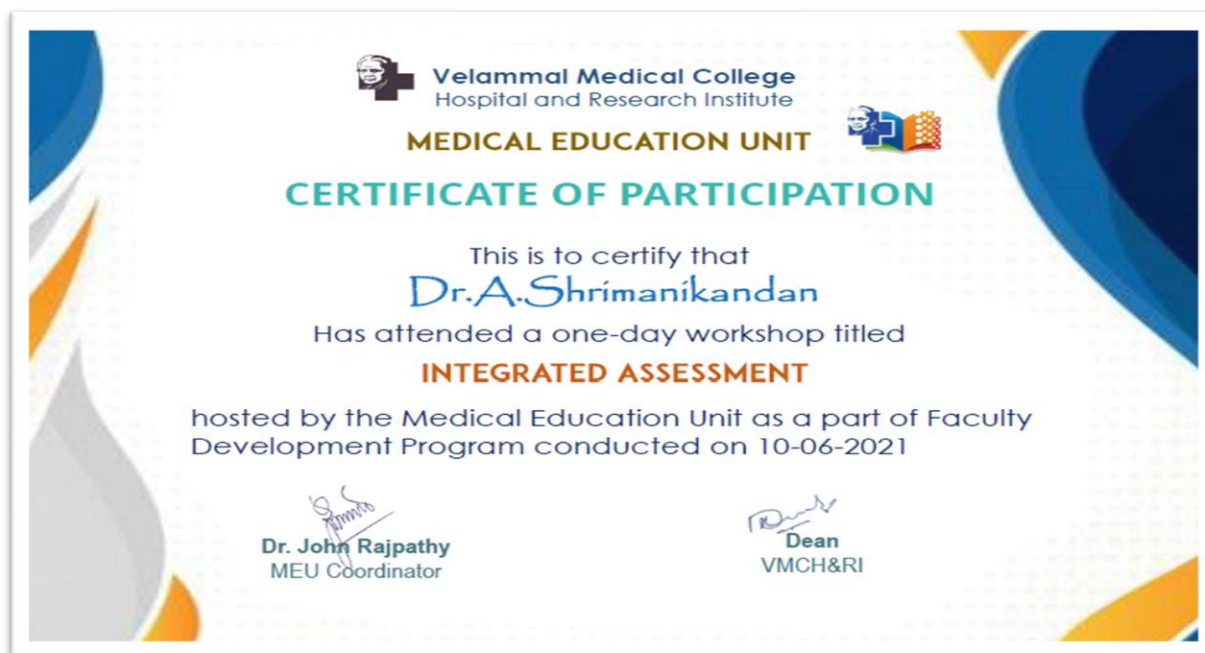 Velammal Medical College
Hospital and Research Institute
MEDICAL EDUCATION UNIT
CERTIFICATE OF PARTICIPATION
This is to certify that
Dr.A.Shrimanikandan
Has attended a one-day workshop titled
INTEGRATED ASSESSMENT
hosted by the Medical Education Unit as a part of Faculty
Development Program conducted on 10-06-2021
Dr. John Rajpathy
MEU Coordinator
Dean
VMCH&RI